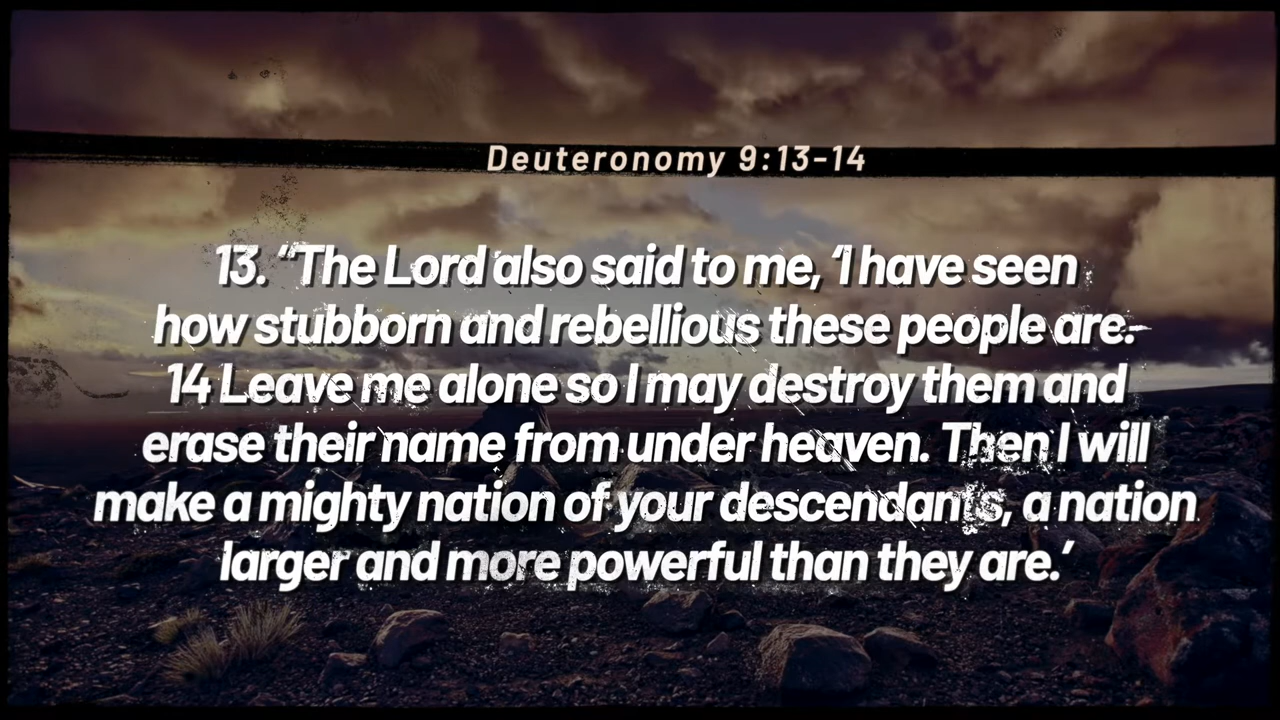 Deuteronomy 9:13-14
13. “The Lord also said to me, ‘I have seen
how stubborn and rebellious these people are.
14 Leave me alone so I may destroy them and
erase their name from under heaven. Then I will
make a mighty nation of your descendants, a nation
larger and more powerful than they are.’